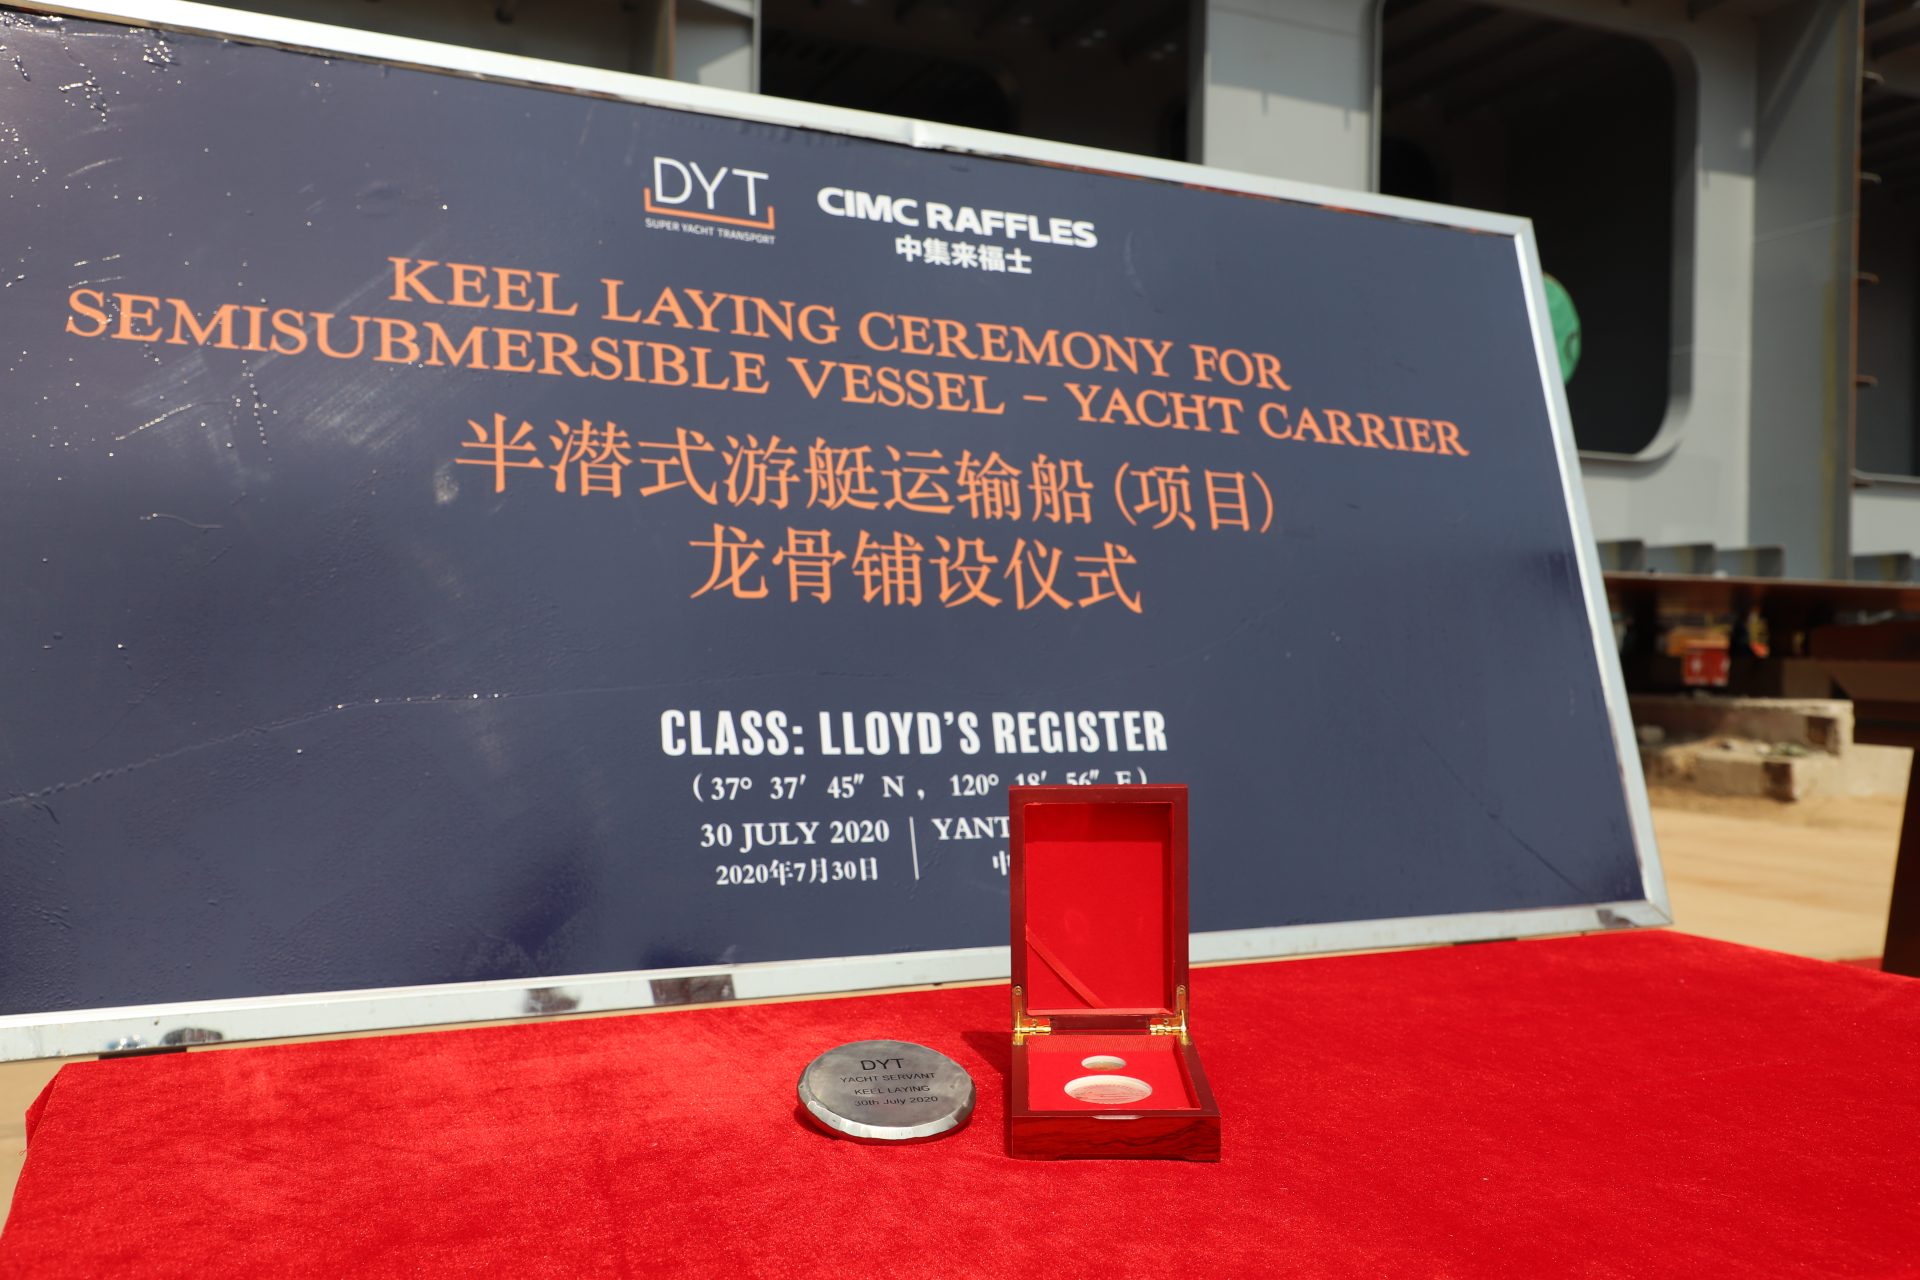 DYT
SUPER YACHT TRANSPORT
CIMC RAFFLES
中集来福士
KEEL LAYING CEREMONY FOR
SEMISUBMERSIBLE VESSEL - YACHT CARRIER
半潜式游艇运输船(项目)
龙骨铺设仪式
CLASS: LLOYD'S REGISTER
(37° 37′ 45″ N, 120° 18′ 56″ E)
30 JULY 2020
2020年7月30日
DYT
YACHT SERVANT
KEEL LAYING
30th July 2020